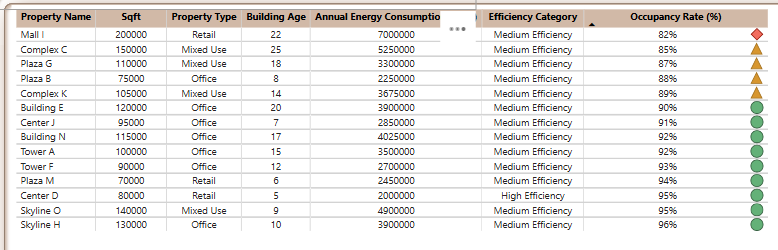 Property Name Sqft Property Type Building Age Annual Energy Consumptio ) Efficiency Category Occupancy Rate (%)
Mall I 200000 Retail 22 7000000 Medium Efficiency 82%
Complex C 150000 Mixed Use 25 5250000 Medium Efficiency 85%
Plaza G 110000 Mixed Use 18 3300000 Medium Efficiency 87%
Plaza B 75000 Office 8 2250000 Medium Efficiency 88%
Complex K 105000 Mixed Use 14 3675000 Medium Efficiency 89%
Building E 120000 Office 20 3900000 Medium Efficiency 90%
Center J 95000 Office 7 2850000 Medium Efficiency 91%
Building N 115000 Office 17 4025000 Medium Efficiency 92%
Tower A 100000 Office 15 3500000 Medium Efficiency 92%
Tower F 90000 Office 12 2700000 Medium Efficiency 93%
Plaza M 70000 Retail 6 2450000 Medium Efficiency 94%
Center D 80000 Retail 5 2000000 High Efficiency 95%
Skyline O 140000 Mixed Use 9 4900000 Medium Efficiency 95%
Skyline H 130000 Office 10 3900000 Medium Efficiency 96%